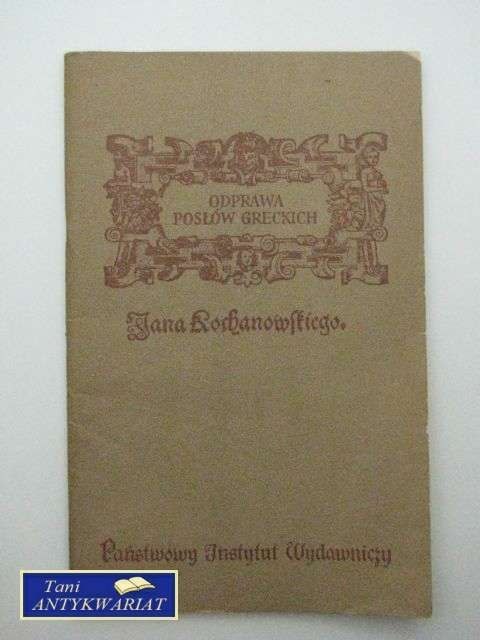 ODPRAWA
POSŁÓW GRECKICH
Jana Kochanowſkiego.
Państwowy Instytut Wydawniczy
Tani
ANTYKWARIAT